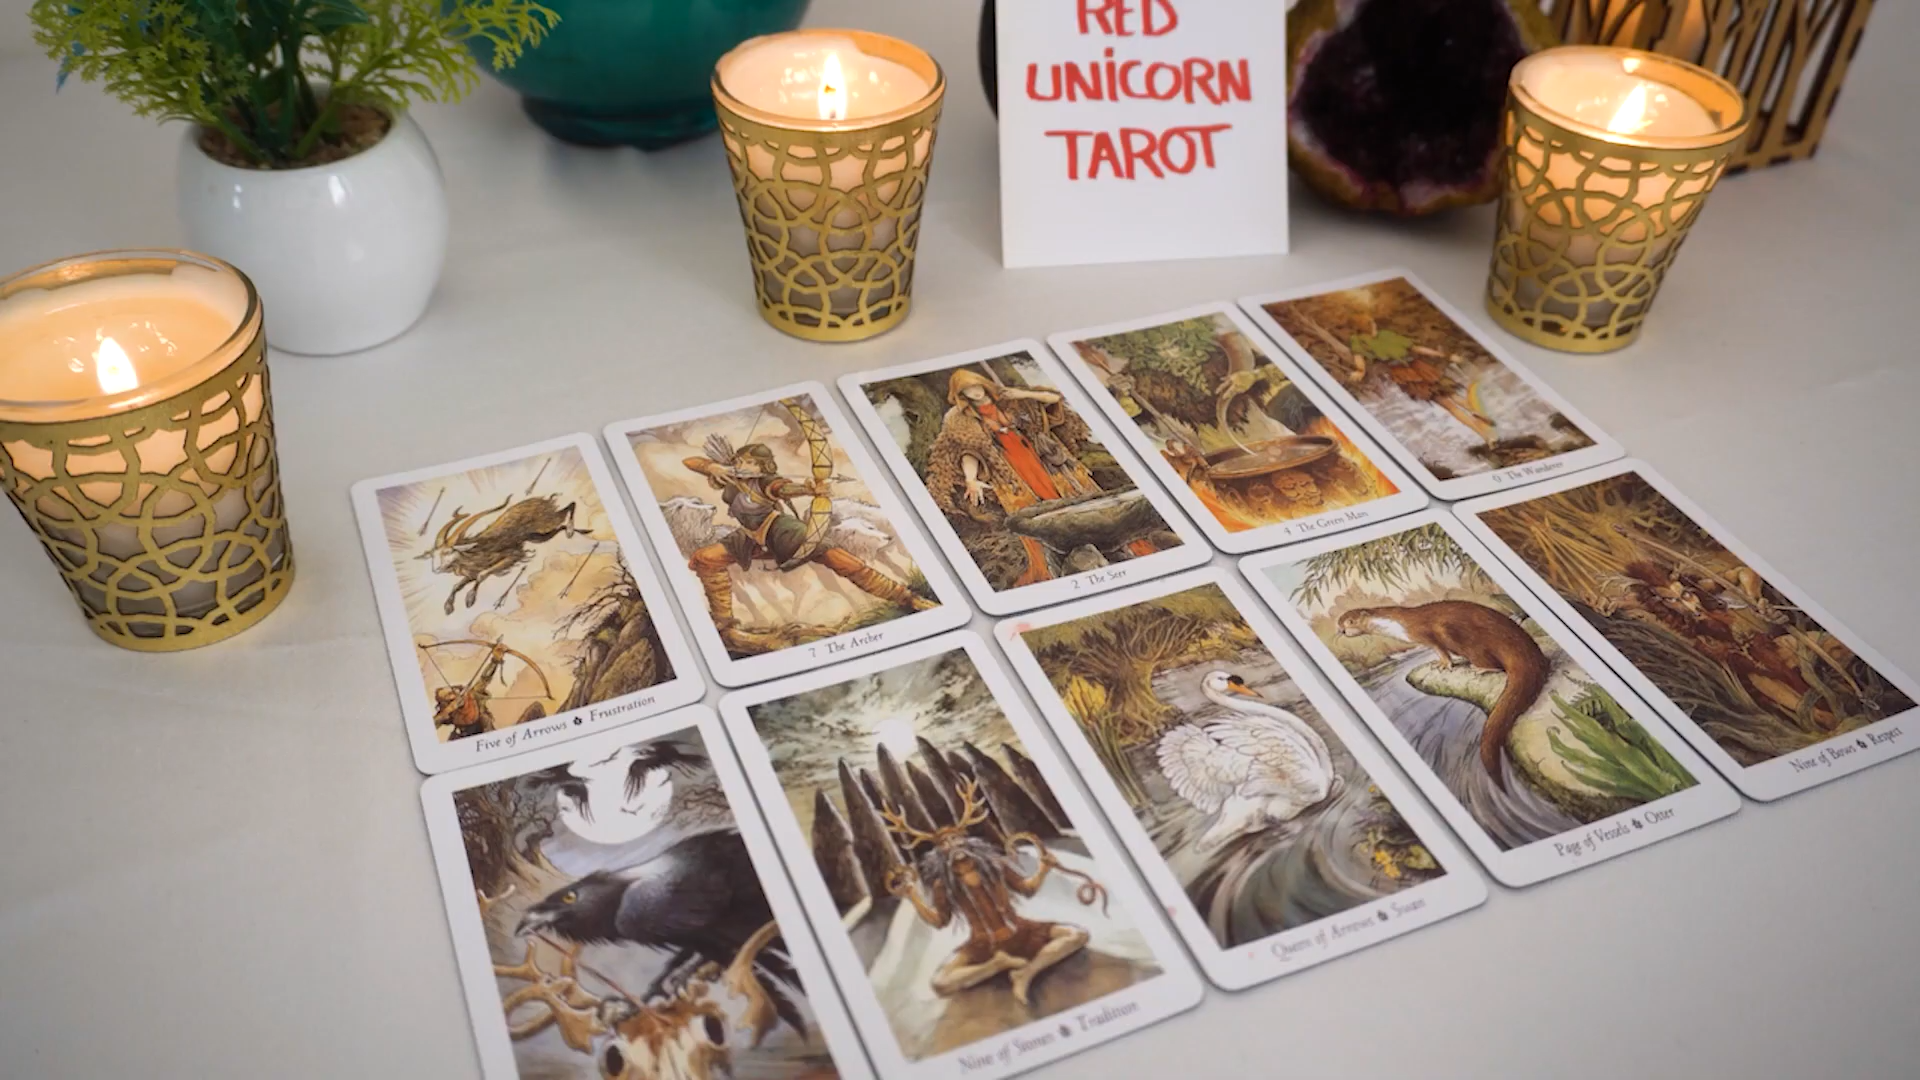 RED
UNICORN
TAROT
0 The Wanderer
4 The Green Man
2 The Seer
7 The Archer
Five of Arrows Frustration
Nine of Bows Respect
Page of Vessels Otter
Queen of Arrows Swan
Nine of Stones Tradition